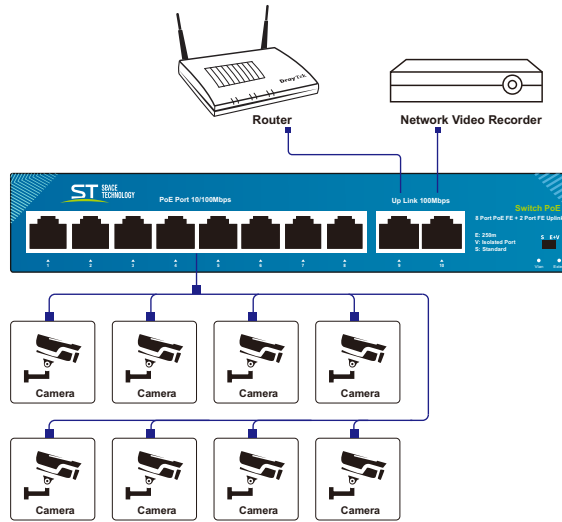 DrayTek
Router
Network Video Recorder
ST SPACE
TECHNOLOGY
PoE Port 10/100Mbps
Up Link 100Mbps
Switch PoE
8 Port PoE FE + 2 Port FE Uplink
E: 250m
V: Isolated Port
S: Standard
S E+V
1 2 3 4 5 6 7 8 9 10
Camera Camera Camera Camera
Camera Camera Camera Camera